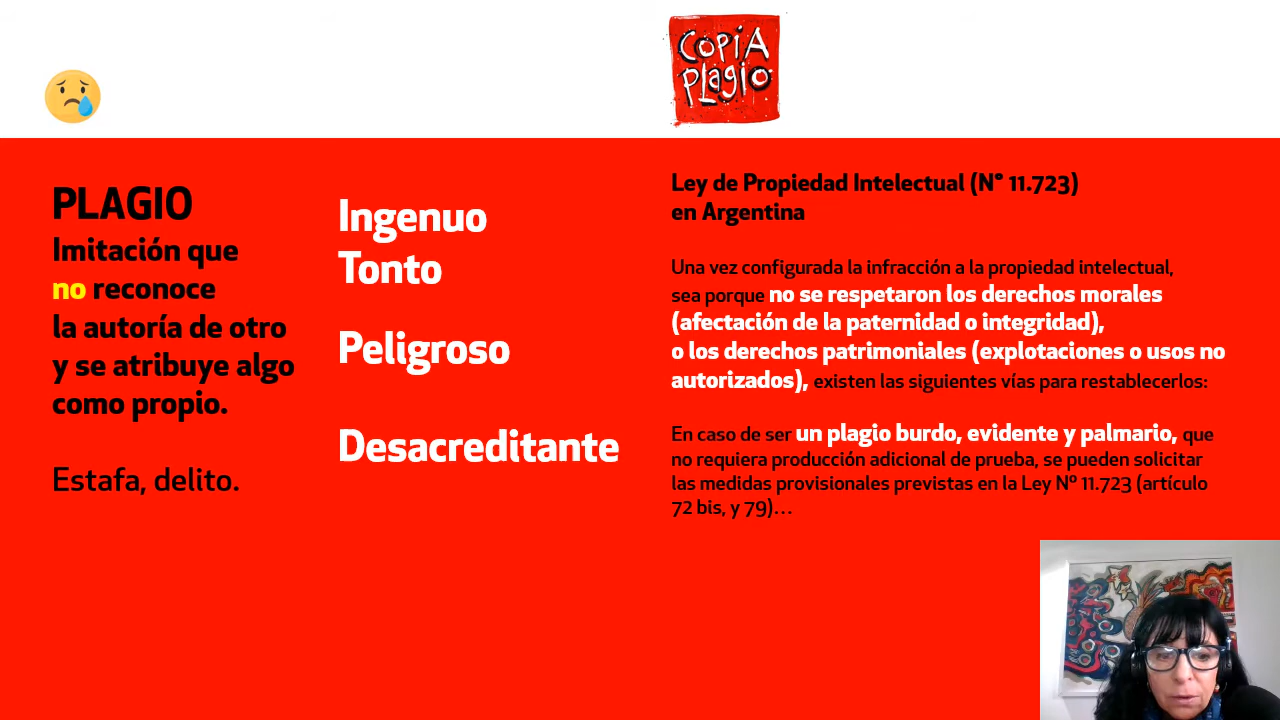 COPIA
PLagio
PLAGIO
Imitación que
no reconoce
la autoría de otro
y se atribuye algo
como propio.
Estafa, delito.
Ingenuo
Tonto
Peligroso
Desacreditante
Ley de Propiedad Intelectual (N° 11.723)
en Argentina
Una vez configurada la infracción a la propiedad intelectual,
sea porque no se respetaron los derechos morales
(afectación de la paternidad o integridad),
o los derechos patrimoniales (explotaciones o usos no
autorizados), existen las siguientes vías para restablecerlos:
En caso de ser un plagio burdo, evidente y palmario, que
no requiera producción adicional de prueba, se pueden solicitar
las medidas provisionales previstas en la Ley Nº 11.723 (artículo
72 bis, y 79)…